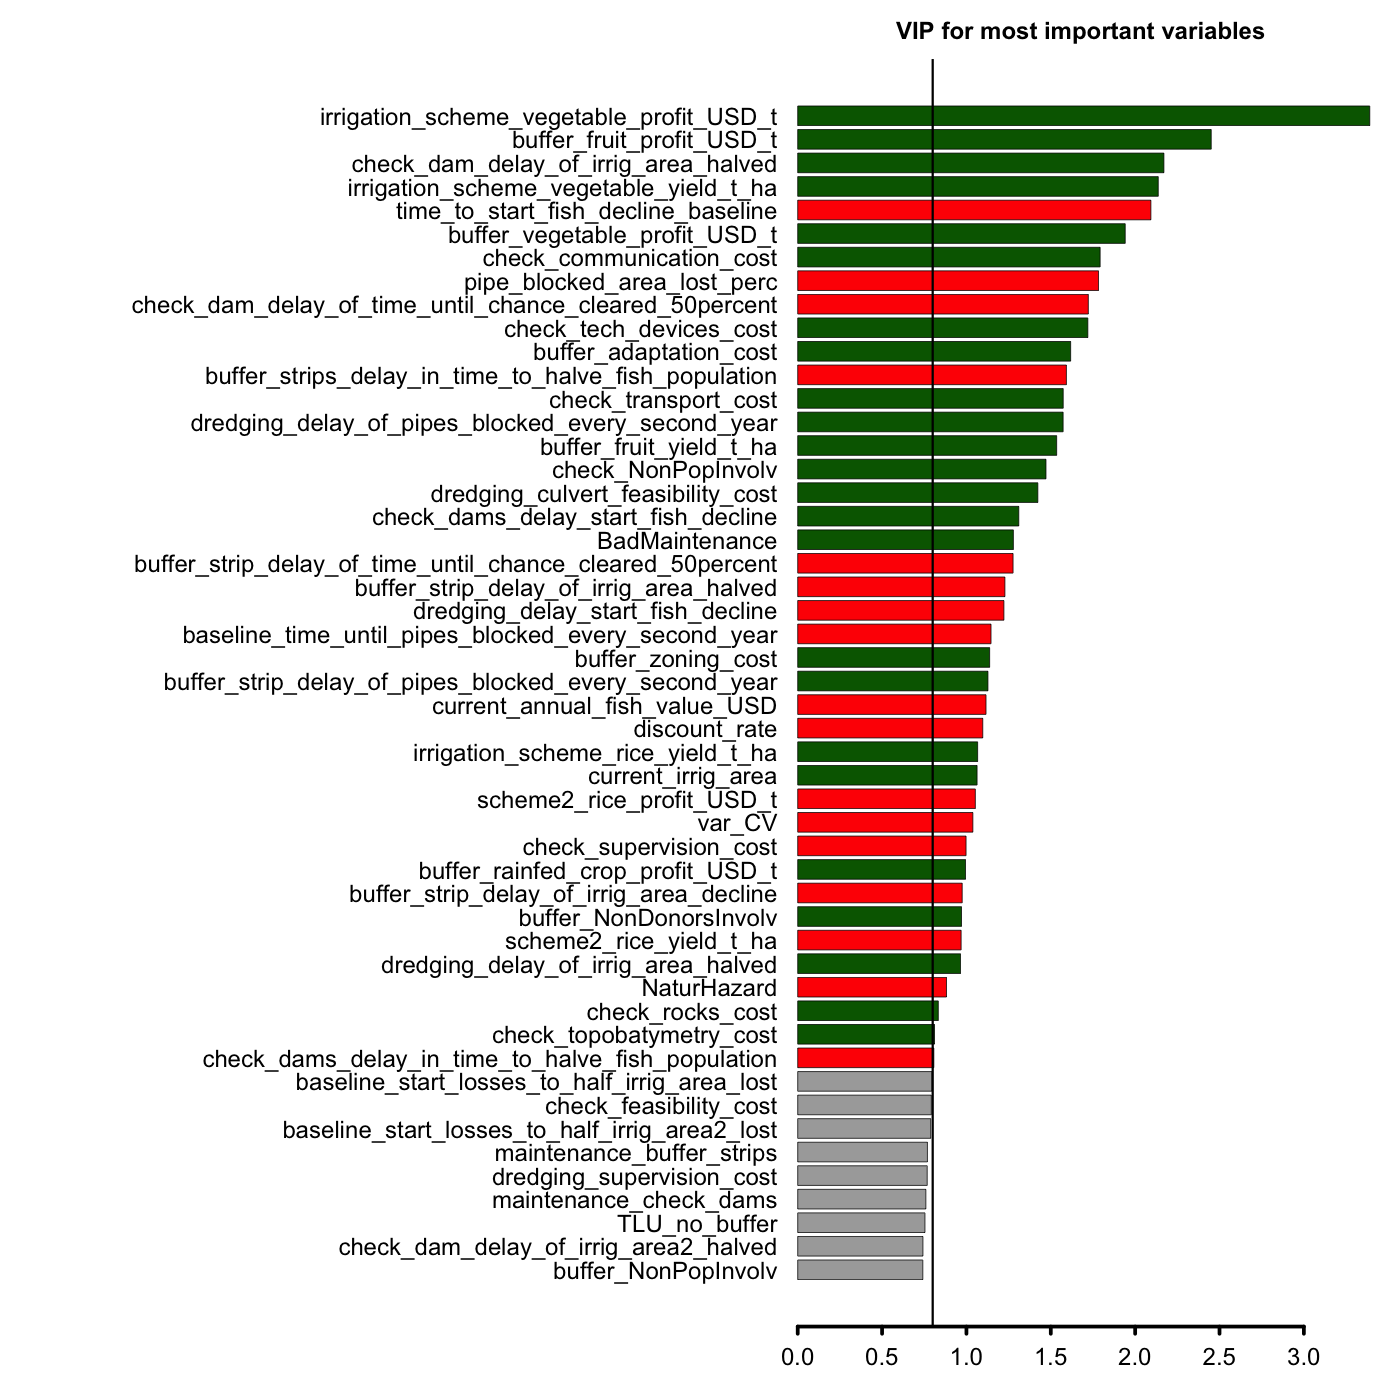 VIP for most important variables
irrigation_scheme_vegetable_profit_USD_t
buffer_fruit_profit_USD_t
check_dam_delay_of_irrig_area_halved
irrigation_scheme_vegetable_yield_t_ha
time_to_start_fish_decline_baseline
buffer_vegetable_profit_USD_t
check_communication_cost
pipe_blocked_area_lost_perc
check_dam_delay_of_time_until_chance_cleared_50percent
check_tech_devices_cost
buffer_adaptation_cost
buffer_strips_delay_in_time_to_halve_fish_population
check_transport_cost
dredging_delay_of_pipes_blocked_every_second_year
buffer_fruit_yield_t_ha
check_NonPopInvolv
dredging_culvert_feasibility_cost
check_dams_delay_start_fish_decline
BadMaintenance
buffer_strip_delay_of_time_until_chance_cleared_50percent
buffer_strip_delay_of_irrig_area_halved
dredging_delay_start_fish_decline
baseline_time_until_pipes_blocked_every_second_year
buffer_zoning_cost
buffer_strip_delay_of_pipes_blocked_every_second_year
current_annual_fish_value_USD
discount_rate
irrigation_scheme_rice_yield_t_ha
current_irrig_area
scheme2_rice_profit_USD_t
var_CV
check_supervision_cost
buffer_rainfed_crop_profit_USD_t
buffer_strip_delay_of_irrig_area_decline
buffer_NonDonorsInvolv
scheme2_rice_yield_t_ha
dredging_delay_of_irrig_area_halved
NaturHazard
check_rocks_cost
check_topobatymetry_cost
check_dams_delay_in_time_to_halve_fish_population
baseline_start_losses_to_half_irrig_area_lost
check_feasibility_cost
baseline_start_losses_to_half_irrig_area2_lost
maintenance_buffer_strips
dredging_supervision_cost
maintenance_check_dams
TLU_no_buffer
check_dam_delay_of_irrig_area2_halved
buffer_NonPopInvolv
0.0 0.5 1.0 1.5 2.0 2.5 3.0